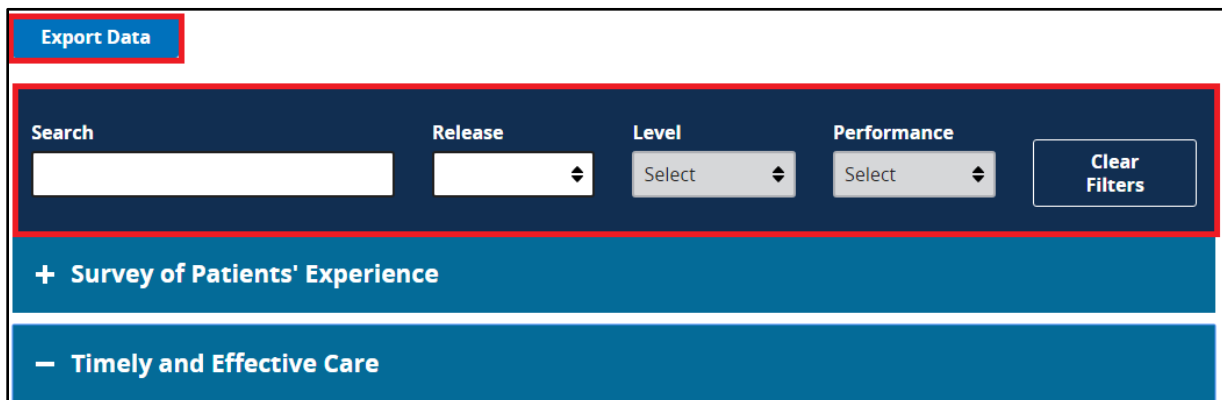 Export Data
Search Release Level Performance
Select Select
Clear
Filters
+ Survey of Patients' Experience
− Timely and Effective Care